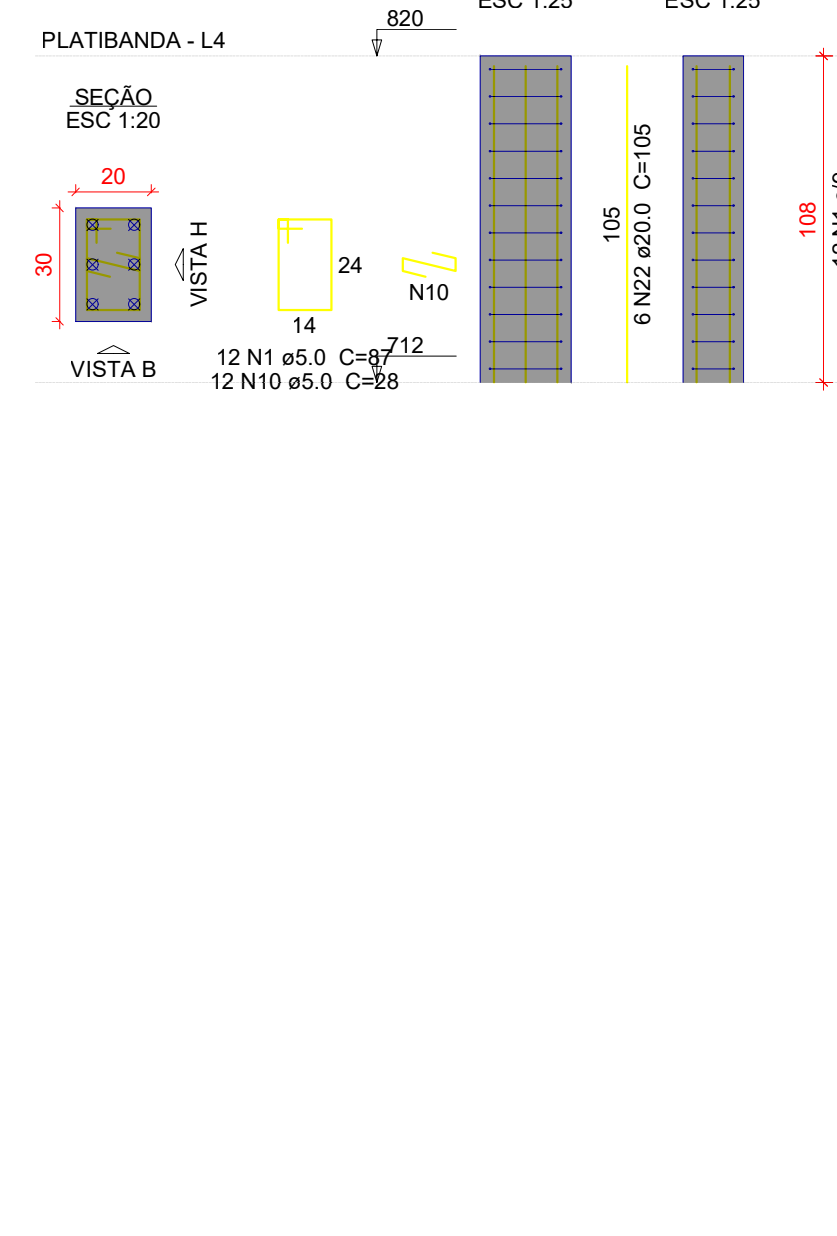 ESC 1:25
ESC 1:25
820
PLATIBANDA - L4
SEÇÃO
ESC 1:20
20
30
VISTA H
VISTA B
24
14
N10
12 N1 ø5.0 C=87
12 N10 ø5.0 C=28
712
105
6 N22 ø20.0 C=105
108